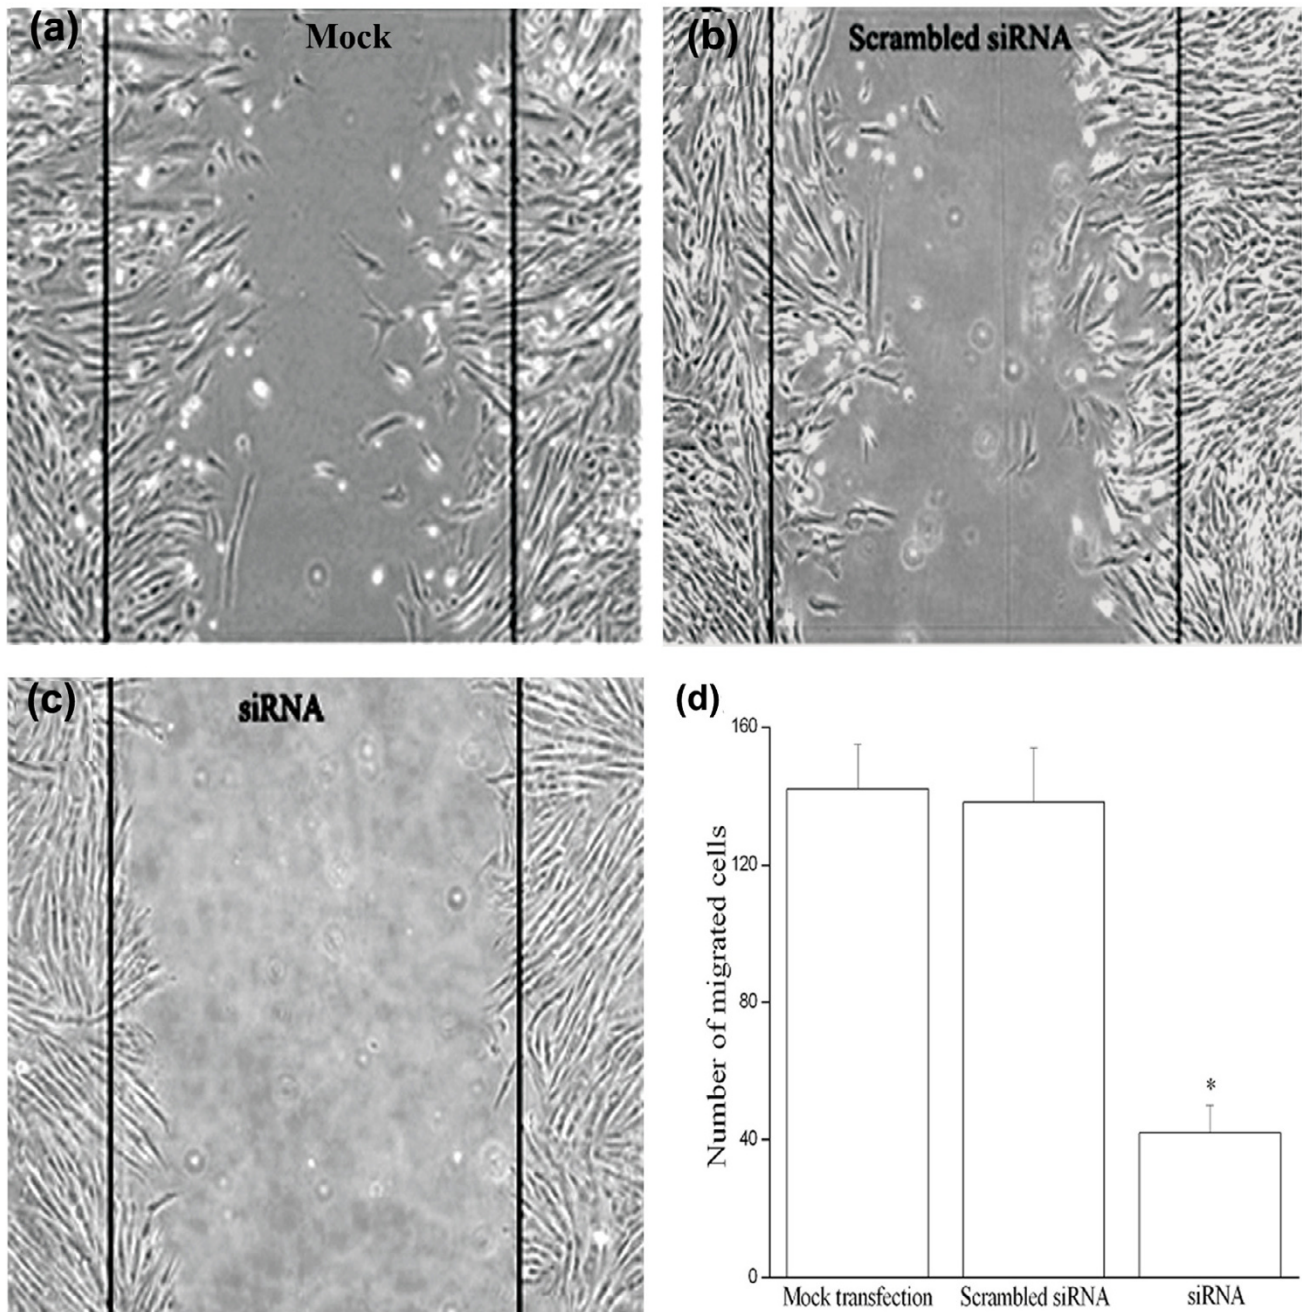 (a)
Mock
(b)
Scrambled siRNA
(c)
siRNA
(d)
160
120
80
40
0
Number of migrated cells
*
Mock transfection
Scrambled siRNA
siRNA